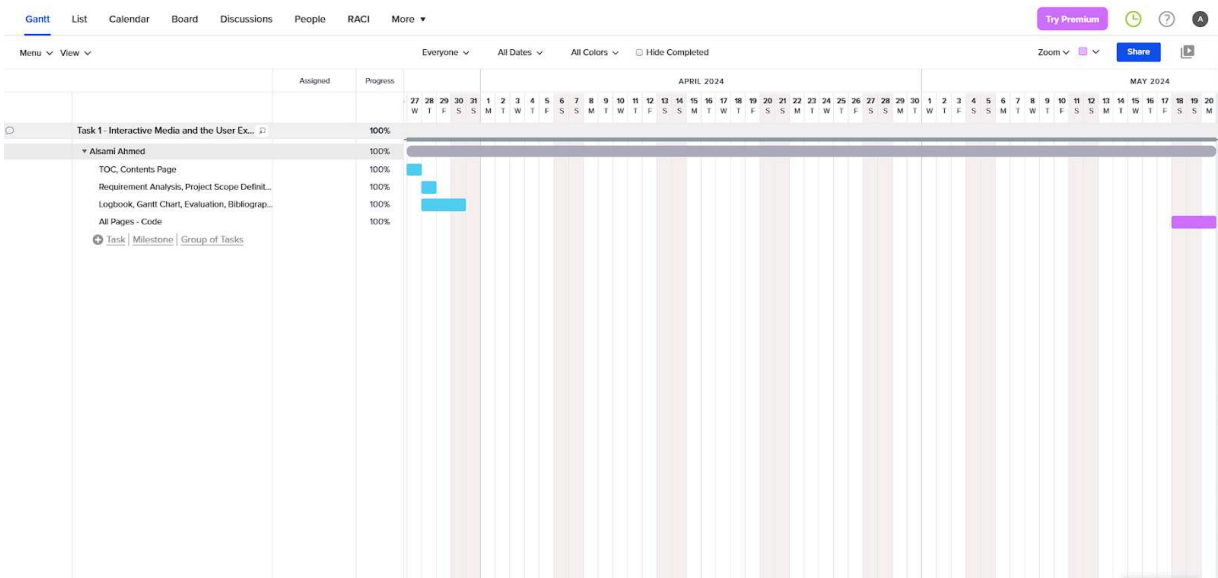 Gantt List Calendar Board Discussions People RACI More Try Premium A
Menu View Everyone All Dates All Colors Hide Completed Zoom Share
Assigned Progress APRIL 2024 MAY 2024
27 28 29 30 31 1 2 3 4 5 6 7 8 9 10 11 12 13 14 15 16 17 18 19 20 21 22 23 24 25 26 27 28 29 30 1 2 3 4 5 6 7 8 9 10 11 12 13 14 15 16 17 18 19 20
W T F S S M T W T F S S M T W T F S S M T W T F S S M T W T F S S M T W T F S S M T W T F S S M T W T F S S M
Task 1 - Interactive Media and the User Ex... 100%
Alsami Ahmed 100%
TOC, Contents Page 100%
Requirement Analysis, Project Scope Definit... 100%
Logbook, Gantt Chart, Evaluation, Bibliograp... 100%
All Pages - Code 100%
Task | Milestone | Group of Tasks